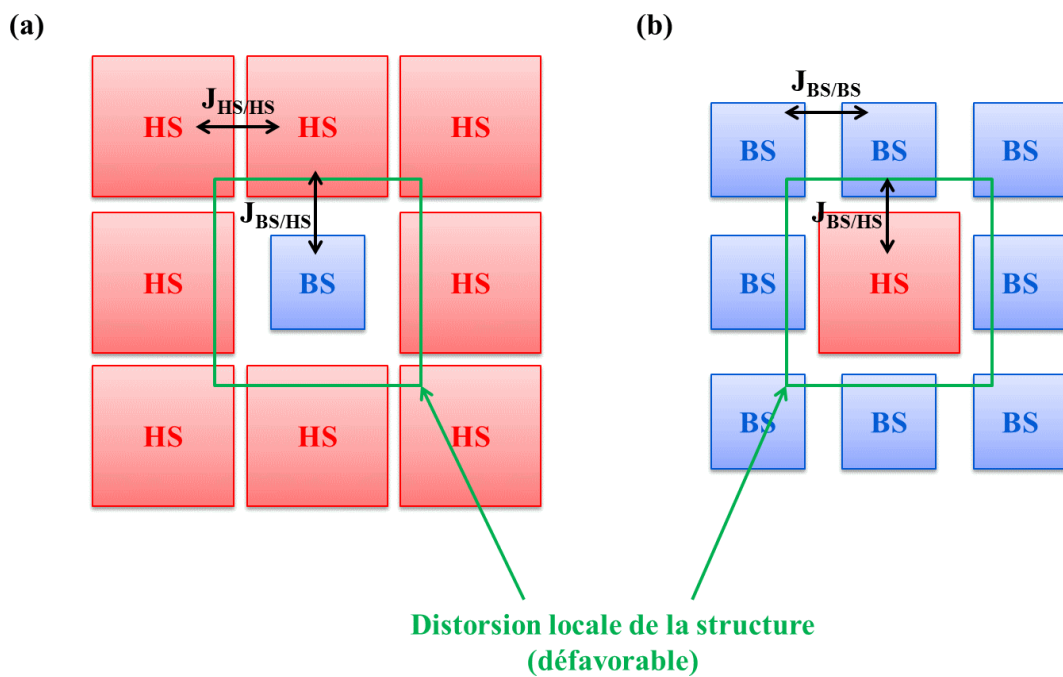 (a)
(b)
J_HS/HS
HS HS HS
J_BS/HS
HS BS HS
HS HS HS
J_BS/BS
BS BS BS
J_BS/HS
BS HS BS
BS BS BS
Distorsion locale de la structure
(défavorable)